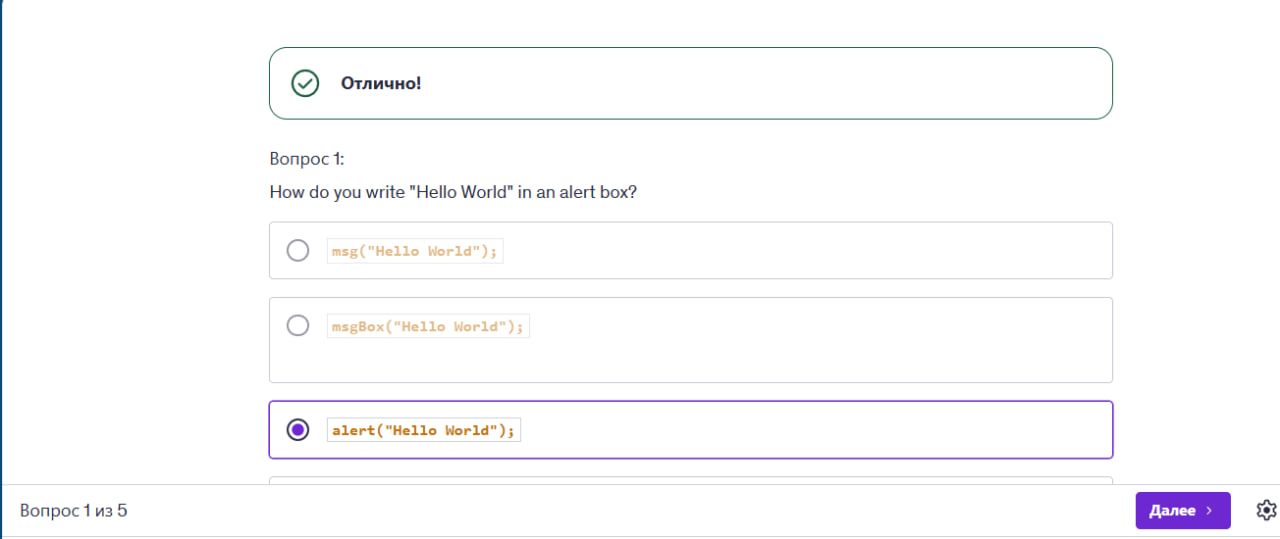 Отлично!
Вопрос 1:
How do you write "Hello World" in an alert box?
msg("Hello World");
msgBox("Hello World");
alert("Hello World");
Вопрос 1 из 5
Далее